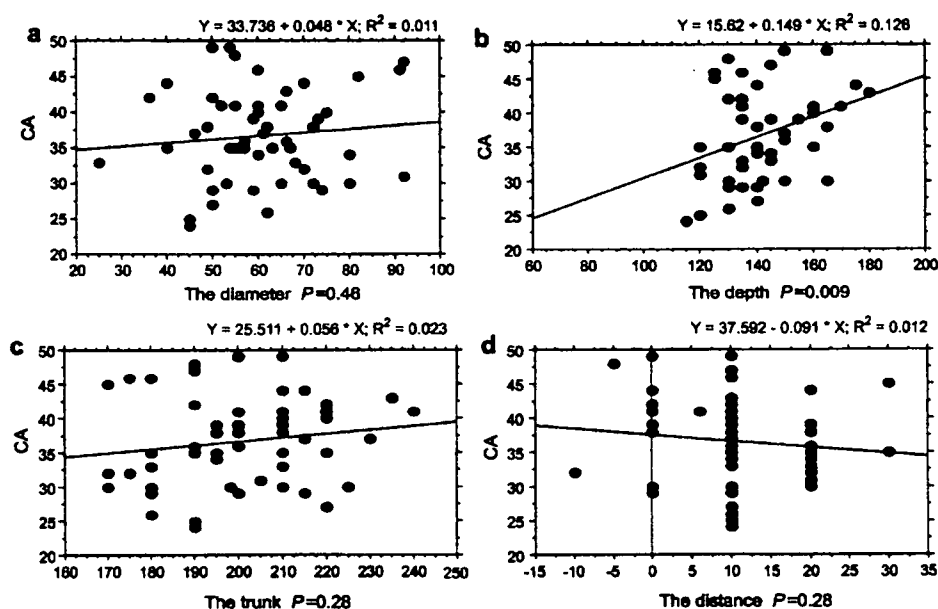 Y = 33.736 + 0.048 * X; R² = 0.011
a
50
45
40
35
30
25
20
CA
20 30 40 50 60 70 80 90 100
The diameter P=0.46
Y = 15.62 + 0.149 * X; R² = 0.126
b
50
45
40
35
30
25
20
CA
60 80 100 120 140 160 180 200
The depth P=0.009
Y = 25.511 + 0.056 * X; R² = 0.023
c
50
45
40
35
30
25
20
CA
160 180 190 200 210 220 230 240 250
The trunk P=0.28
Y = 37.592 - 0.091 * X; R² = 0.012
d
50
45
40
35
30
25
20
CA
-15 -10 -5 0 5 10 15 20 25 30 35
The distance P=0.28